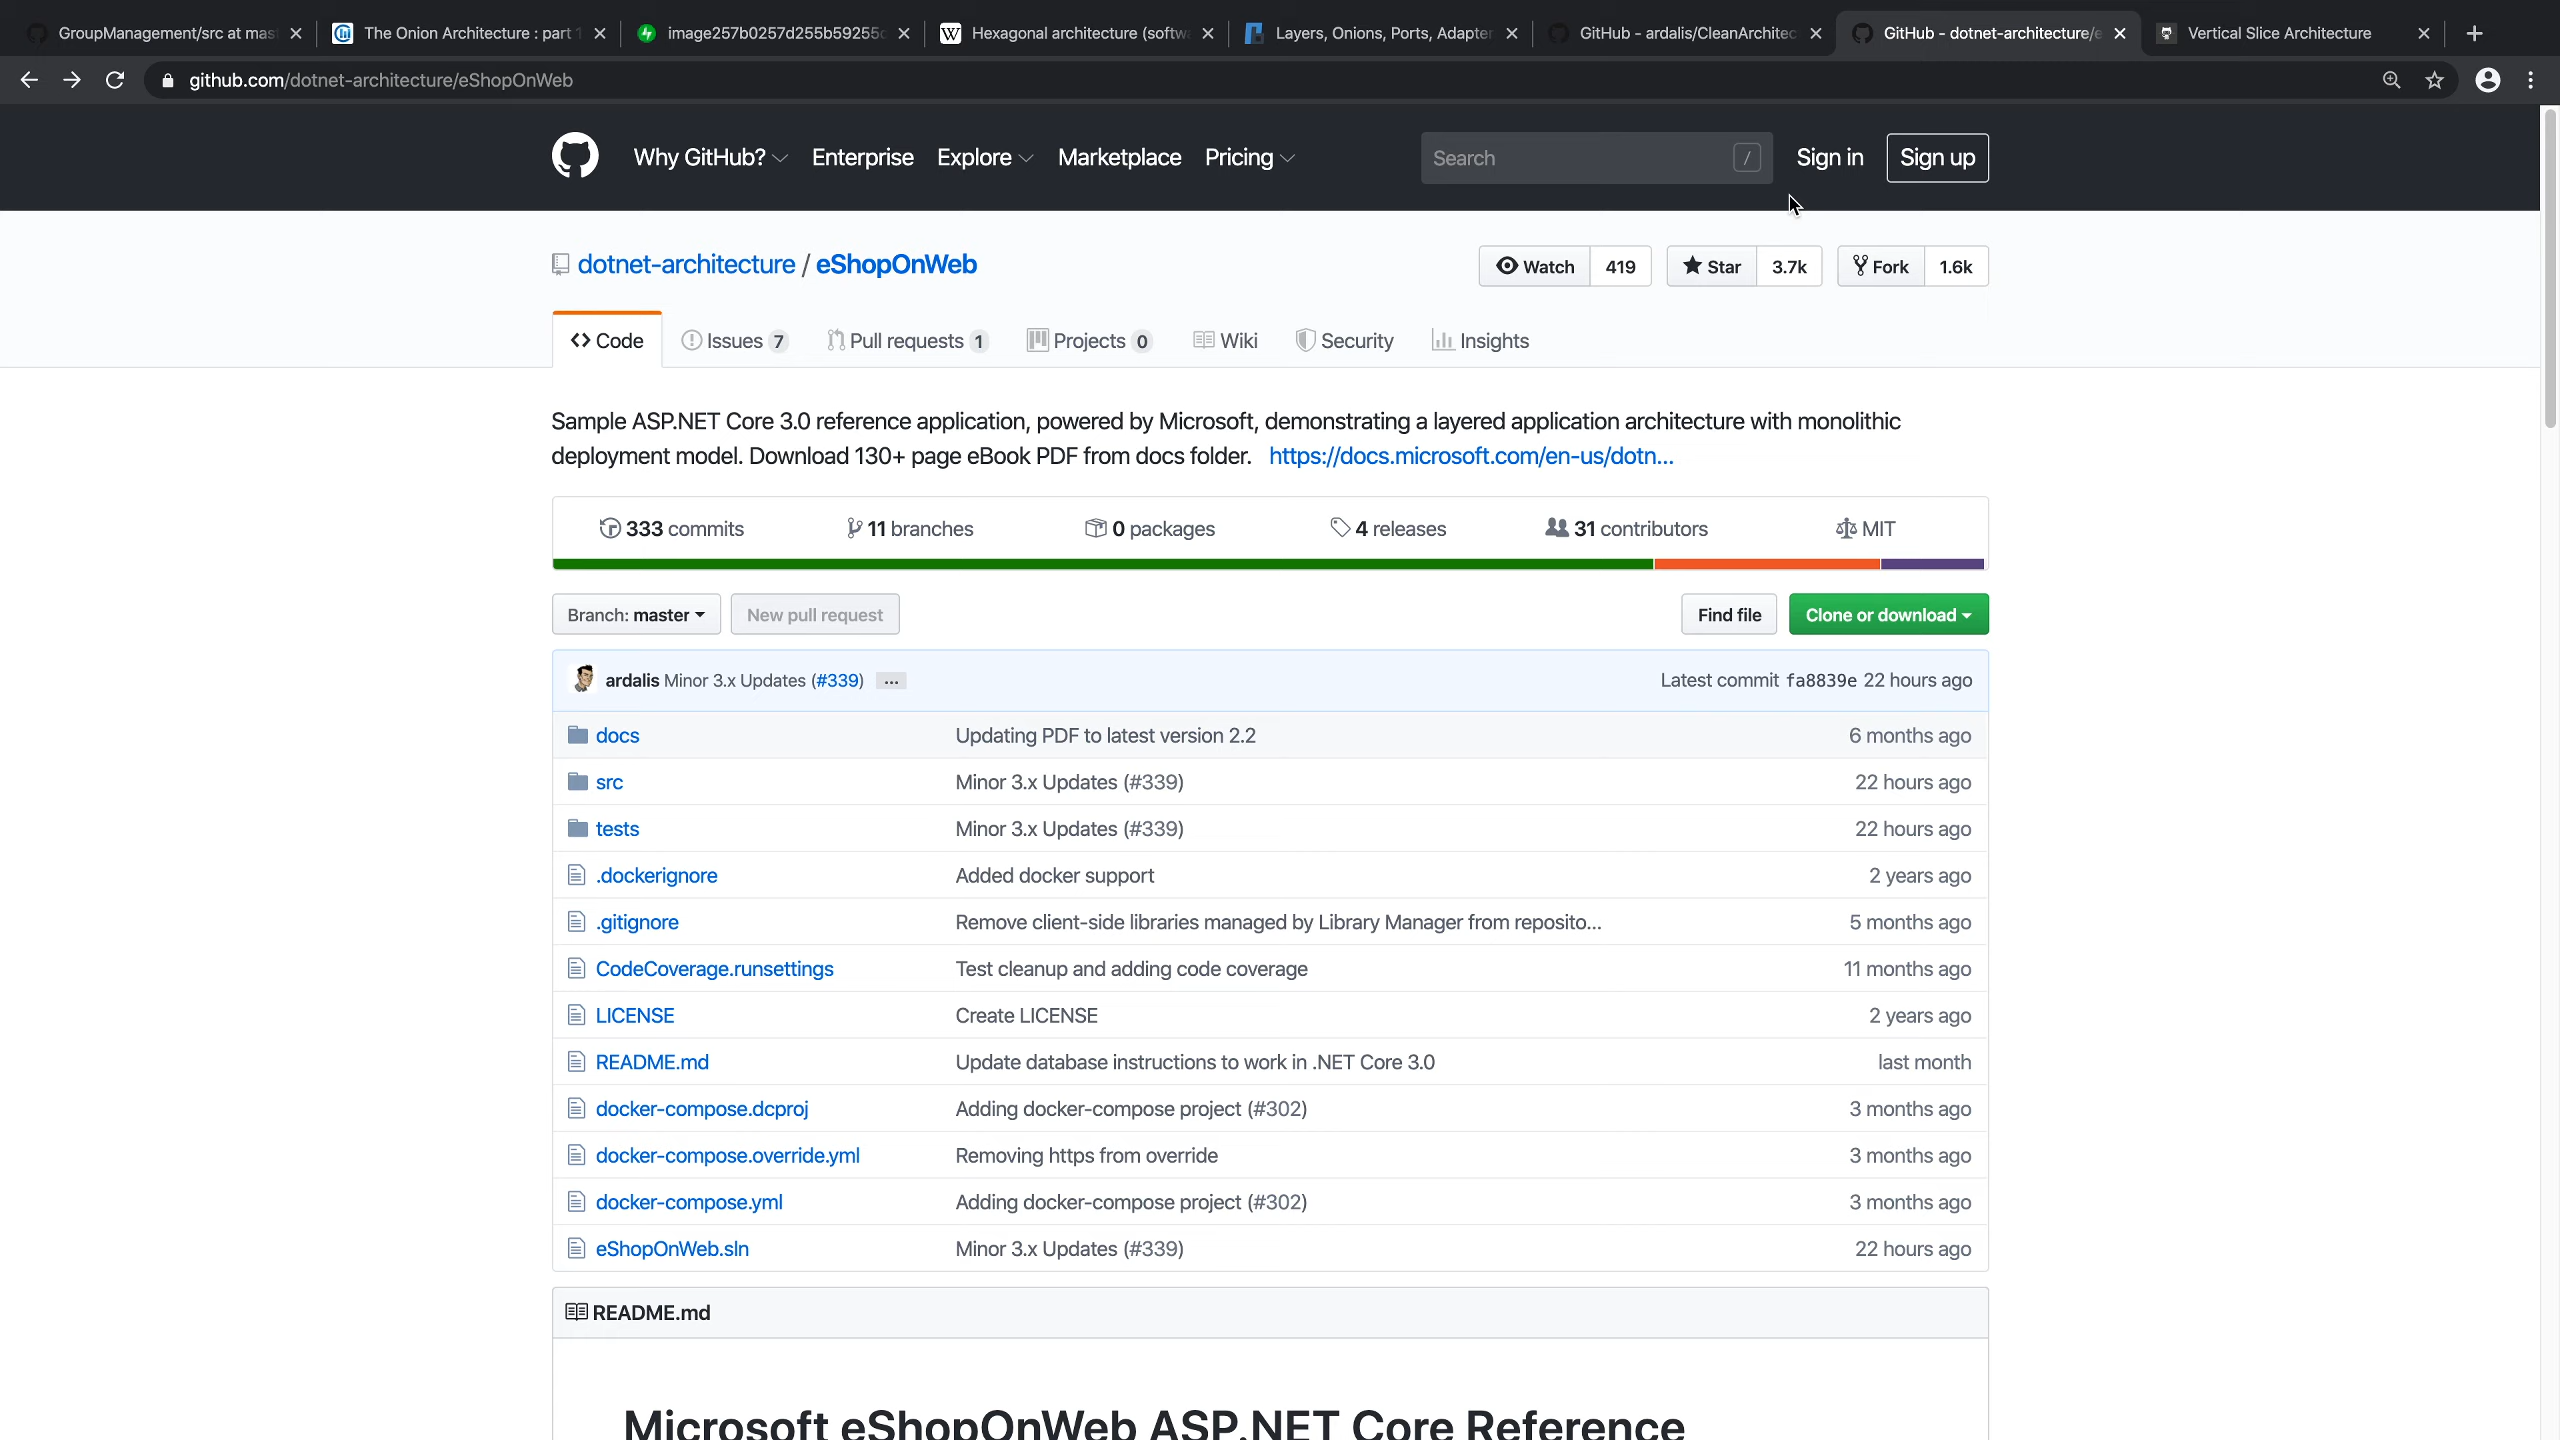 GroupManagement/src at mas
The Onion Architecture : part 1
image257b0257d255b59255c
Hexagonal architecture (softwa
Layers, Onions, Ports, Adapter
GitHub - ardalis/CleanArchitec
GitHub - dotnet-architecture/e
Vertical Slice Architecture
github.com/dotnet-architecture/eShopOnWeb
Why GitHub? Enterprise Explore Marketplace Pricing Search / Sign in Sign up
dotnet-architecture / eShopOnWeb Watch 419 Star 3.7k Fork 1.6k
Code Issues 7 Pull requests 1 Projects 0 Wiki Security Insights
Sample ASP.NET Core 3.0 reference application, powered by Microsoft, demonstrating a layered application architecture with monolithic
deployment model. Download 130+ page eBook PDF from docs folder. https://docs.microsoft.com/en-us/dotn...
333 commits 11 branches 0 packages 4 releases 31 contributors MIT
Branch: master New pull request Find file Clone or download
ardalis Minor 3.x Updates (#339) ... Latest commit fa8839e 22 hours ago
docs Updating PDF to latest version 2.2 6 months ago
src Minor 3.x Updates (#339) 22 hours ago
tests Minor 3.x Updates (#339) 22 hours ago
.dockerignore Added docker support 2 years ago
.gitignore Remove client-side libraries managed by Library Manager from reposito... 5 months ago
CodeCoverage.runsettings Test cleanup and adding code coverage 11 months ago
LICENSE Create LICENSE 2 years ago
README.md Update database instructions to work in .NET Core 3.0 last month
docker-compose.dcproj Adding docker-compose project (#302) 3 months ago
docker-compose.override.yml Removing https from override 3 months ago
docker-compose.yml Adding docker-compose project (#302) 3 months ago
eShopOnWeb.sln Minor 3.x Updates (#339) 22 hours ago
README.md
Microsoft eShopOnWeb ASP.NET Core Reference